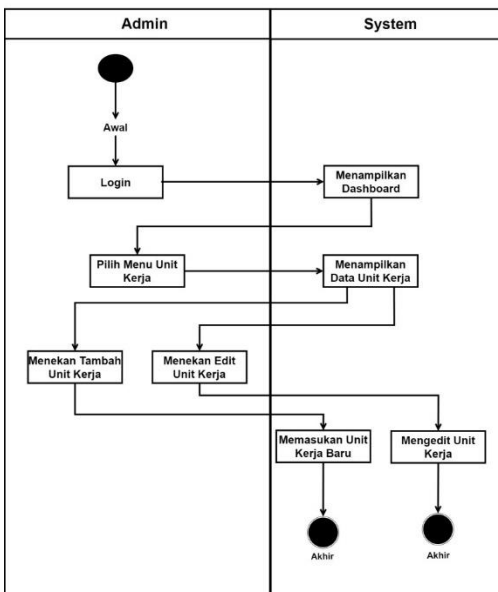 Admin
System
Awal
Login
Menampilkan
Dashboard
Pilih Menu Unit
Kerja
Menampilkan
Data Unit Kerja
Menekan Tambah
Unit Kerja
Menekan Edit
Unit Kerja
Memasukan Unit
Kerja Baru
Mengedit Unit
Kerja
Akhir
Akhir